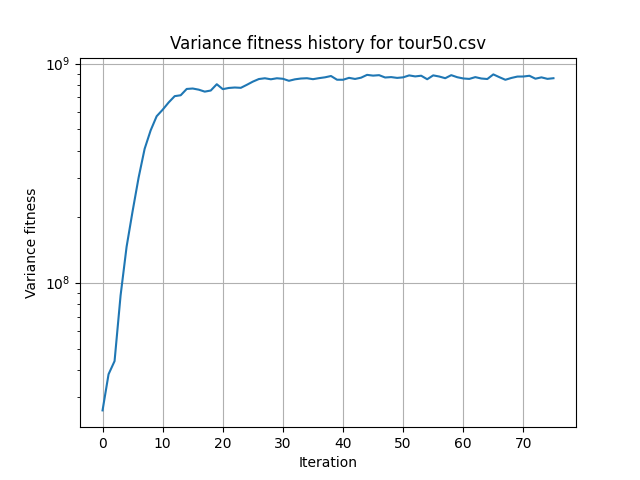 Variance fitness history for tour50.csv
10⁹
10⁸
Variance fitness
0 10 20 30 40 50 60 70
Iteration